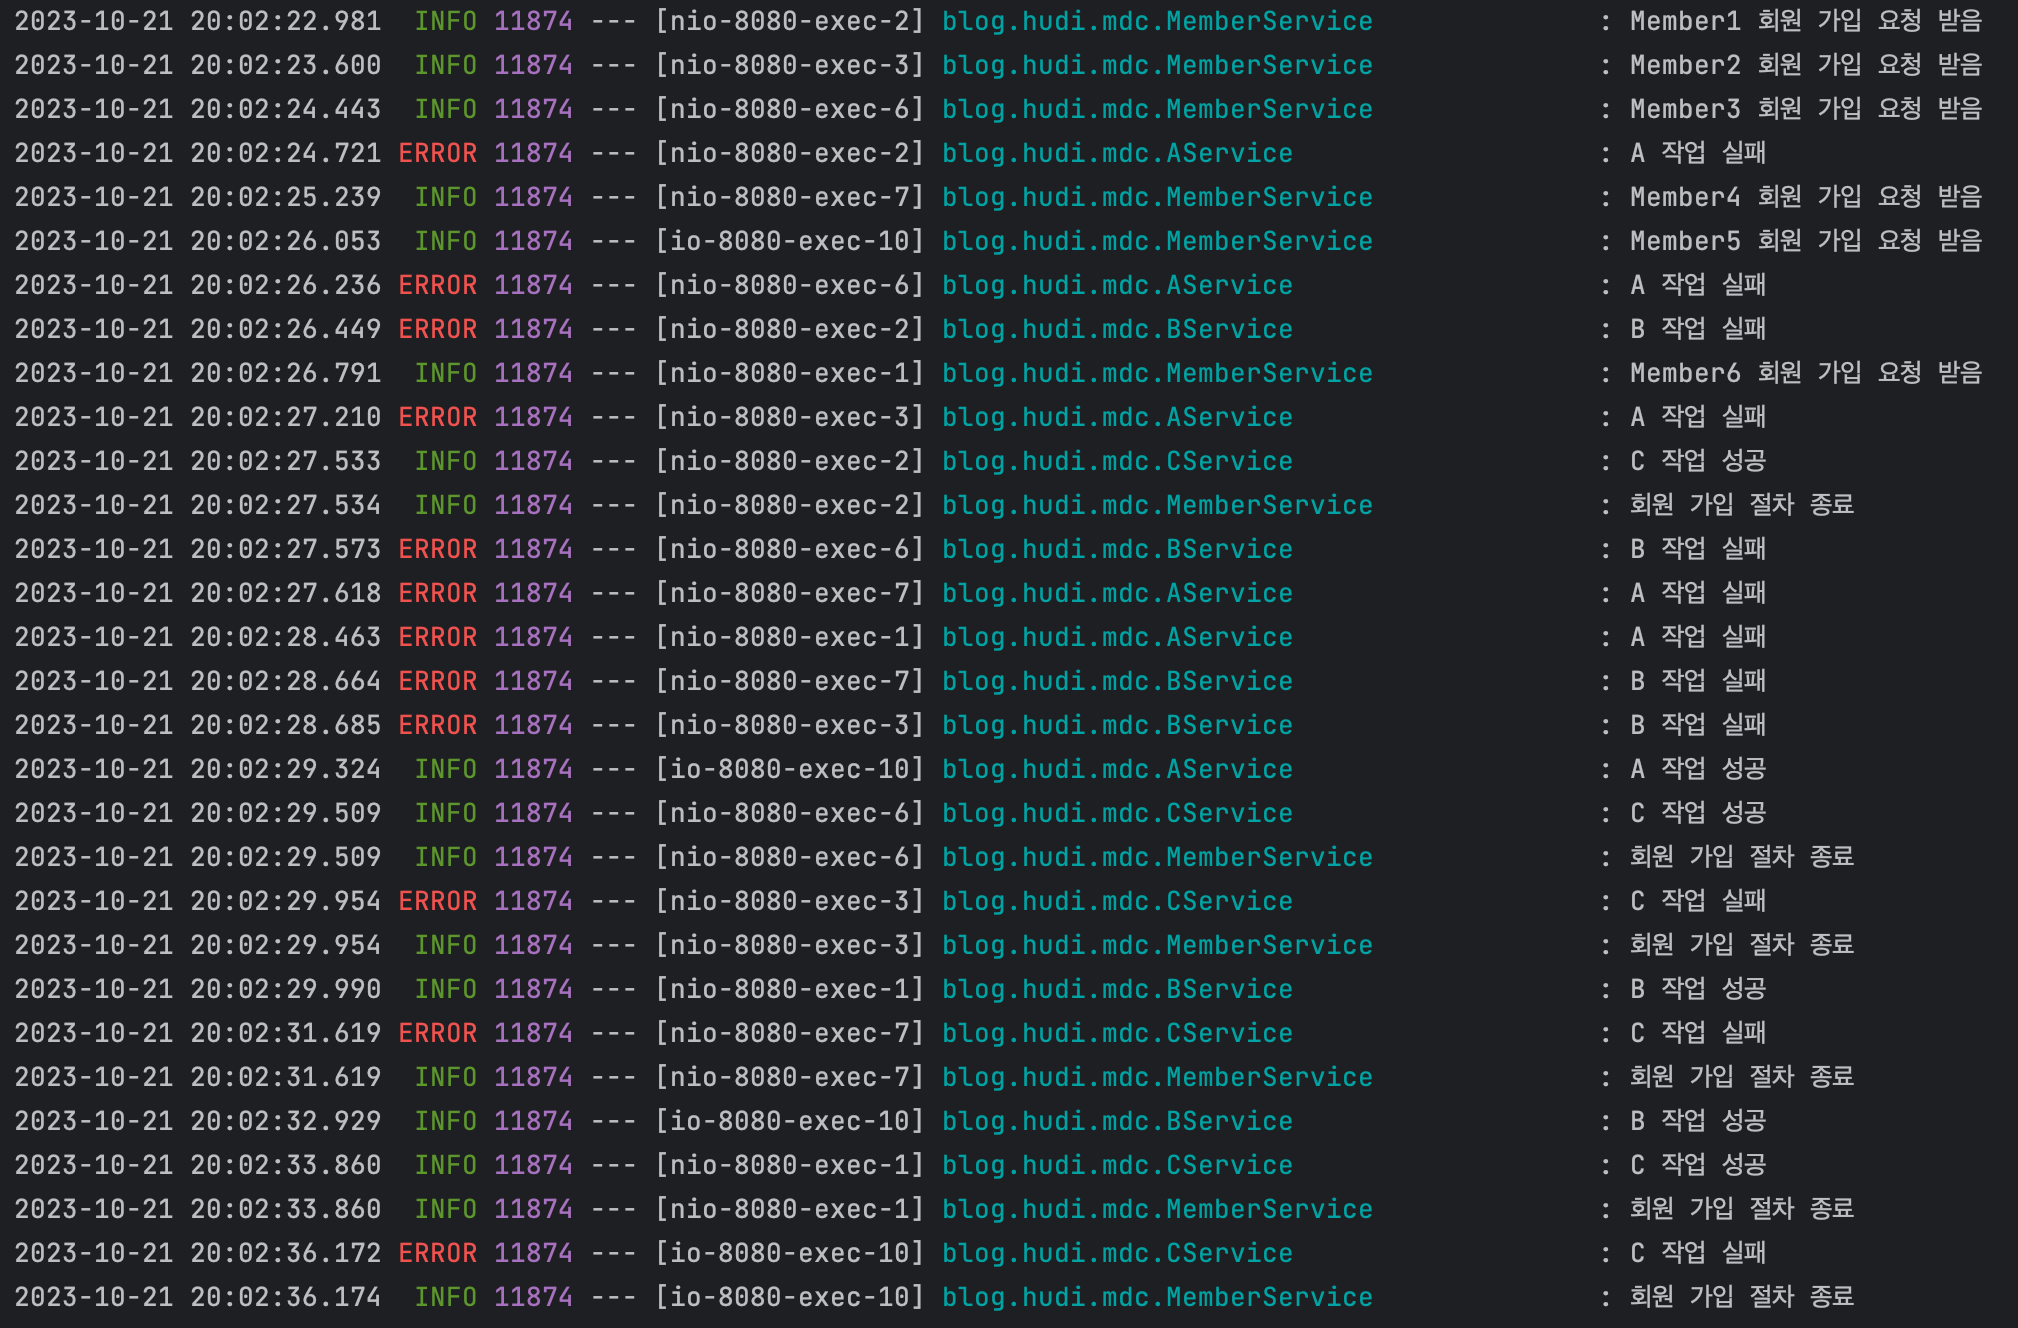 2023-10-21 20:02:22.981  INFO 11874 --- [nio-8080-exec-2] blog.hudi.mdc.MemberService              : Member1 회원 가입 요청 받음
2023-10-21 20:02:23.600  INFO 11874 --- [nio-8080-exec-3] blog.hudi.mdc.MemberService              : Member2 회원 가입 요청 받음
2023-10-21 20:02:24.443  INFO 11874 --- [nio-8080-exec-6] blog.hudi.mdc.MemberService              : Member3 회원 가입 요청 받음
2023-10-21 20:02:24.721 ERROR 11874 --- [nio-8080-exec-2] blog.hudi.mdc.AService                   : A 작업 실패
2023-10-21 20:02:25.239  INFO 11874 --- [nio-8080-exec-7] blog.hudi.mdc.MemberService              : Member4 회원 가입 요청 받음
2023-10-21 20:02:26.053  INFO 11874 --- [io-8080-exec-10] blog.hudi.mdc.MemberService              : Member5 회원 가입 요청 받음
2023-10-21 20:02:26.236 ERROR 11874 --- [nio-8080-exec-6] blog.hudi.mdc.AService                   : A 작업 실패
2023-10-21 20:02:26.449 ERROR 11874 --- [nio-8080-exec-2] blog.hudi.mdc.BService                   : B 작업 실패
2023-10-21 20:02:26.791  INFO 11874 --- [nio-8080-exec-1] blog.hudi.mdc.MemberService              : Member6 회원 가입 요청 받음
2023-10-21 20:02:27.210 ERROR 11874 --- [nio-8080-exec-3] blog.hudi.mdc.AService                   : A 작업 실패
2023-10-21 20:02:27.533  INFO 11874 --- [nio-8080-exec-2] blog.hudi.mdc.CService                   : C 작업 성공
2023-10-21 20:02:27.534  INFO 11874 --- [nio-8080-exec-2] blog.hudi.mdc.MemberService              : 회원 가입 절차 종료
2023-10-21 20:02:27.573 ERROR 11874 --- [nio-8080-exec-6] blog.hudi.mdc.BService                   : B 작업 실패
2023-10-21 20:02:27.618 ERROR 11874 --- [nio-8080-exec-7] blog.hudi.mdc.AService                   : A 작업 실패
2023-10-21 20:02:28.463 ERROR 11874 --- [nio-8080-exec-1] blog.hudi.mdc.AService                   : A 작업 실패
2023-10-21 20:02:28.664 ERROR 11874 --- [nio-8080-exec-7] blog.hudi.mdc.BService                   : B 작업 실패
2023-10-21 20:02:28.685 ERROR 11874 --- [nio-8080-exec-3] blog.hudi.mdc.BService                   : B 작업 실패
2023-10-21 20:02:29.324  INFO 11874 --- [io-8080-exec-10] blog.hudi.mdc.AService                   : A 작업 성공
2023-10-21 20:02:29.509  INFO 11874 --- [nio-8080-exec-6] blog.hudi.mdc.CService                   : C 작업 성공
2023-10-21 20:02:29.509  INFO 11874 --- [nio-8080-exec-6] blog.hudi.mdc.MemberService              : 회원 가입 절차 종료
2023-10-21 20:02:29.954 ERROR 11874 --- [nio-8080-exec-3] blog.hudi.mdc.CService                   : C 작업 실패
2023-10-21 20:02:29.954  INFO 11874 --- [nio-8080-exec-3] blog.hudi.mdc.MemberService              : 회원 가입 절차 종료
2023-10-21 20:02:29.990  INFO 11874 --- [nio-8080-exec-1] blog.hudi.mdc.BService                   : B 작업 성공
2023-10-21 20:02:31.619 ERROR 11874 --- [nio-8080-exec-7] blog.hudi.mdc.CService                   : C 작업 실패
2023-10-21 20:02:31.619  INFO 11874 --- [nio-8080-exec-7] blog.hudi.mdc.MemberService              : 회원 가입 절차 종료
2023-10-21 20:02:32.929  INFO 11874 --- [io-8080-exec-10] blog.hudi.mdc.BService                   : B 작업 성공
2023-10-21 20:02:33.860  INFO 11874 --- [nio-8080-exec-1] blog.hudi.mdc.CService                   : C 작업 성공
2023-10-21 20:02:33.860  INFO 11874 --- [nio-8080-exec-1] blog.hudi.mdc.MemberService              : 회원 가입 절차 종료
2023-10-21 20:02:36.172 ERROR 11874 --- [io-8080-exec-10] blog.hudi.mdc.CService                   : C 작업 실패
2023-10-21 20:02:36.174  INFO 11874 --- [io-8080-exec-10] blog.hudi.mdc.MemberService              : 회원 가입 절차 종료